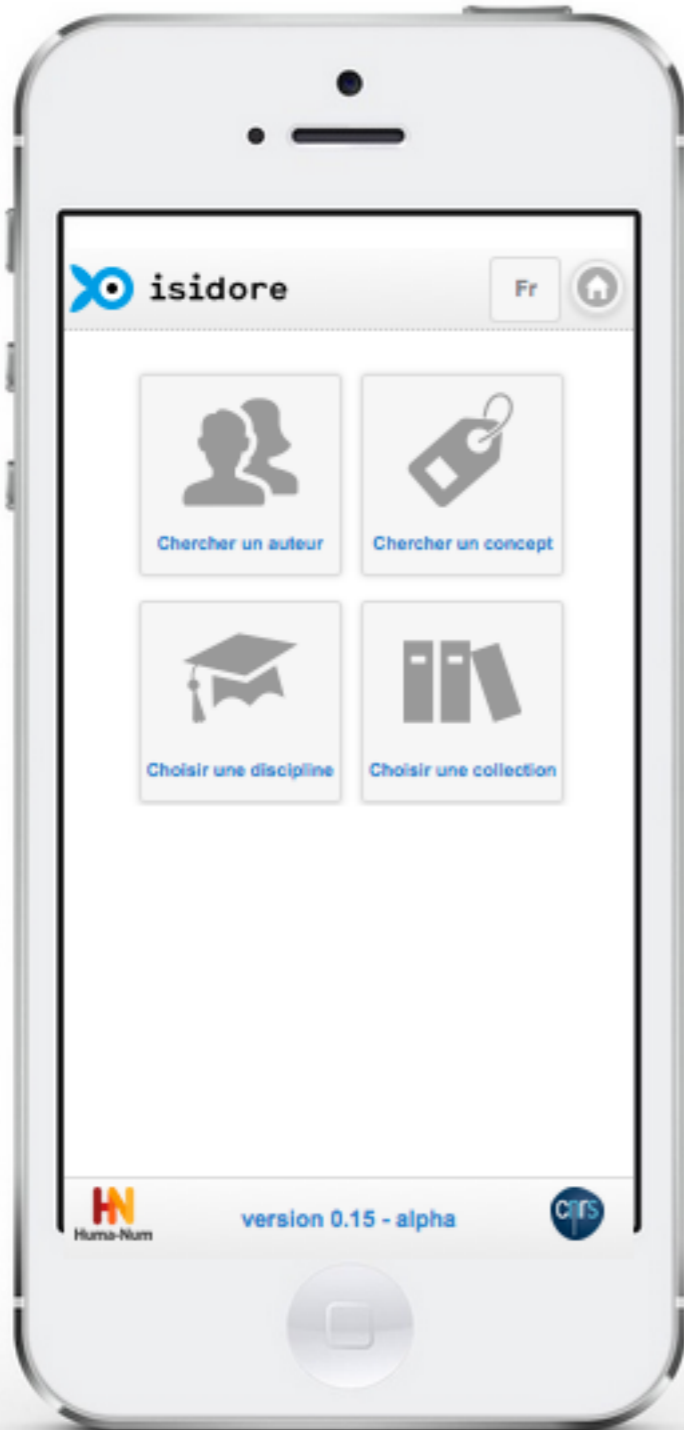 isidore
Fr
Chercher un auteur
Chercher un concept
Choisir une discipline
Choisir une collection
HN
Huma-Num
version 0.15 - alpha
cnrs